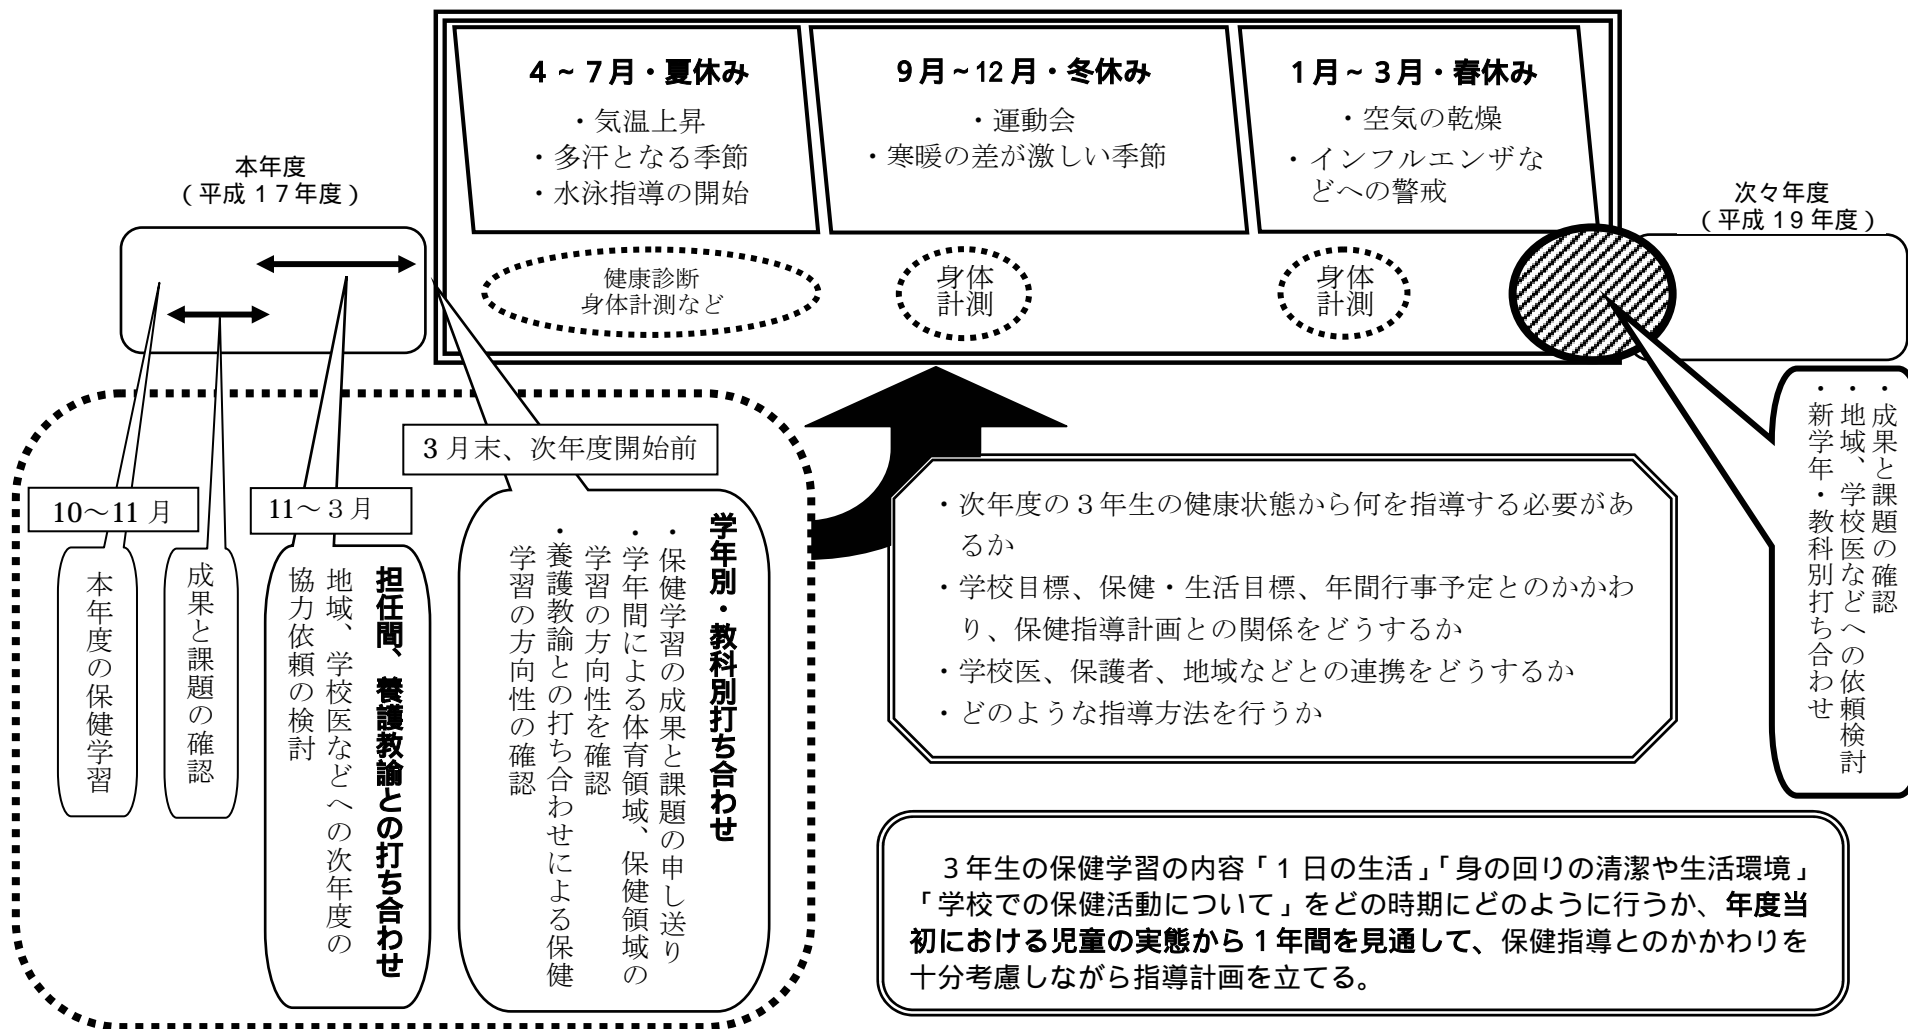 4～7月・夏休み
・気温上昇
・多汗となる季節
・水泳指導の開始
9月～12月・冬休み
・運動会
・寒暖の差が激しい季節
1月～3月・春休み
・空気の乾燥
・インフルエンザな
どへの警戒
本年度
（平成17年度）
次々年度
（平成19年度）
健康診断
身体計測など
身体
計測
身体
計測
3月末、次年度開始前
10～11月
11～3月
本年度の保健学習
成果と課題の確認
担任間、養護教諭との打ち合わせ
地域、学校医などへの次年度の
協力依頼の検討
学年別・教科別打ち合わせ
・保健学習の成果と課題の申し送り
・学年間による体育領域、保健領域の
学習の方向性を確認
・養護教諭との打ち合わせによる保健
学習の方向性の確認
・次年度の3年生の健康状態から何を指導する必要があ
るか
・学校目標、保健・生活目標、年間行事予定とのかかわ
り、保健指導計画との関係をどうするか
・学校医、保護者、地域などとの連携をどうするか
・どのような指導方法を行うか
・成果と課題の確認
・地域、学校医などへの依頼検討
・新学年・教科別打ち合わせ
3年生の保健学習の内容「1日の生活」「身の回りの清潔や生活環境」
「学校での保健活動について」をどの時期にどのように行うか、年度当
初における児童の実態から1年間を見通して、保健指導とのかかわりを
十分考慮しながら指導計画を立てる。